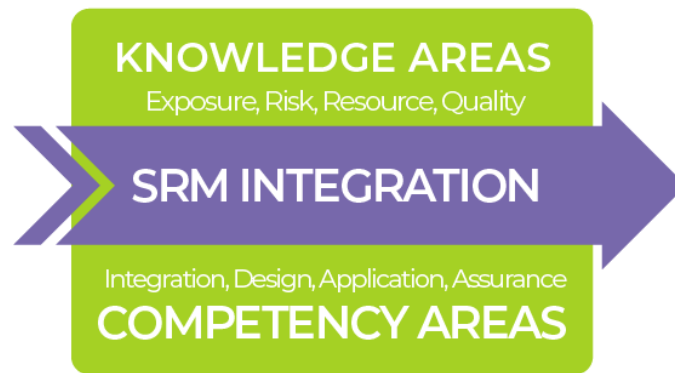 KNOWLEDGE AREAS
Exposure, Risk, Resource, Quality
SRM INTEGRATION
Integration, Design, Application, Assurance
COMPETENCY AREAS